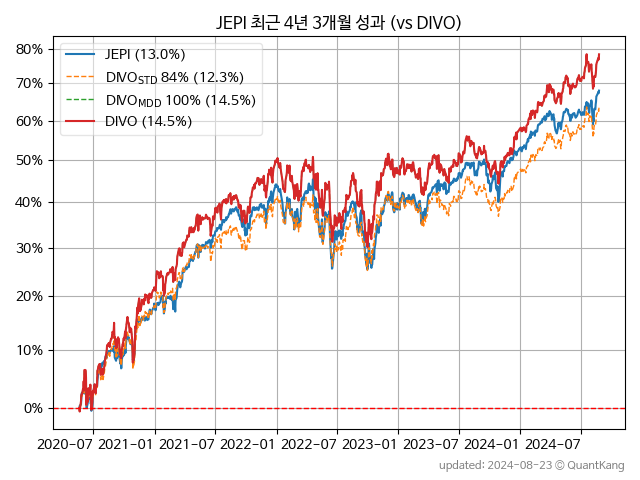 JEPI 최근 4년 3개월 성과 (vs DIVO)
JEPI (13.0%)
DIVO_STD 84% (12.3%)
DIVO_MDD 100% (14.5%)
DIVO (14.5%)
80%
70%
60%
50%
40%
30%
20%
10%
0%
2020-07 2021-01 2021-07 2022-01 2022-07 2023-01 2023-07 2024-01 2024-07
updated: 2024-08-23 © QuantKang